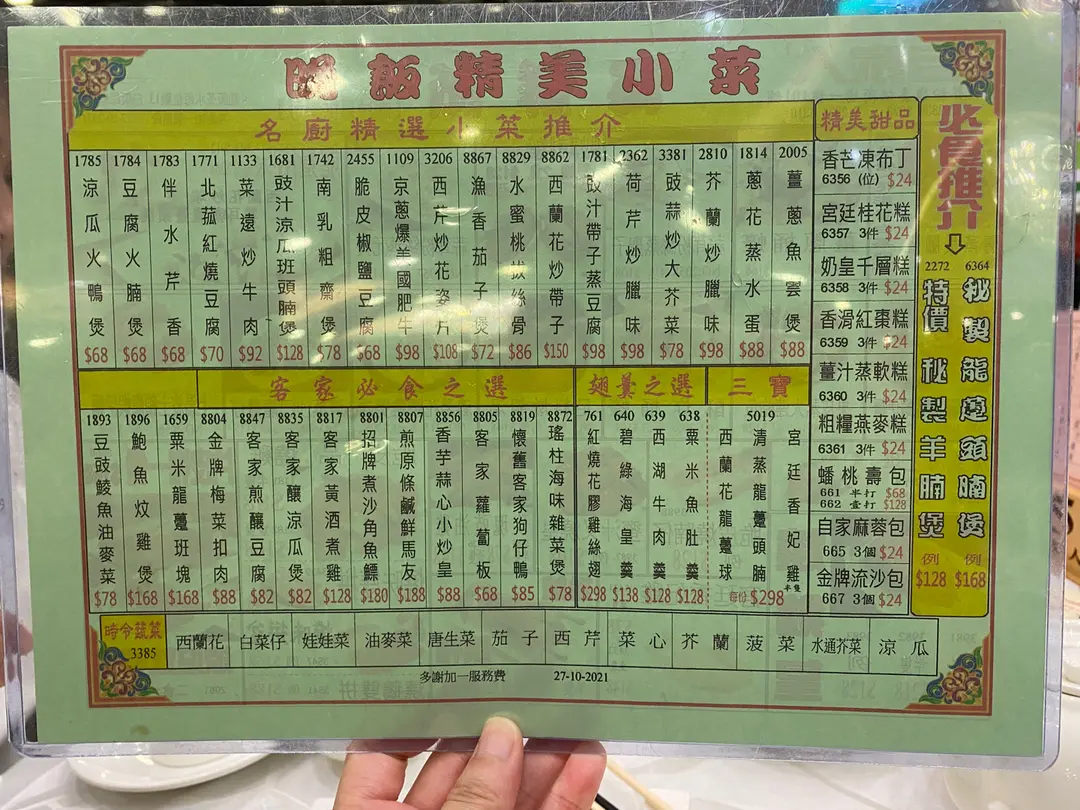 晚飯精美小菜
名廚精選小菜推介
1785 涼瓜火鴨煲 $68
1784 豆腐火腩煲 $68
1783 伴水芹香 $68
1771 北菰紅燒豆腐 $70
1133 菜遠炒牛肉 $92
1681 豉汁涼瓜班頭腩煲 $128
1742 南乳粗齋煲 $78
2455 脆皮椒鹽豆腐 $68
1109 京蔥爆美國肥牛 $98
3206 西芹炒花姿片 $108
8867 漁香茄子煲 $72
8829 水蜜桃拔絲骨 $86
8862 西蘭花炒帶子 $150
1781 豉汁帶子蒸豆腐 $98
2362 荷芹炒臘味 $98
3381 豉蒜炒大芥菜 $78
2810 芥蘭炒臘味 $98
1814 蔥花蒸水蛋 $88
2005 薑蔥魚雲煲 $88
客家必食之選
1893 豆豉鯪魚油麥菜 $78
1896 鮑魚炆雞煲 $168
1659 粟米龍躉班塊 $168
8804 金牌梅菜扣肉 $88
8847 客家煎釀豆腐 $82
8835 客家釀涼瓜煲 $82
8817 客家黃酒煮雞 $128
8801 招牌煮沙角魚鰾 $180
8807 煎原條鹹鮮馬友 $188
8856 香芋蒜心小炒皇 $88
8805 客家蘿蔔板 $68
8819 懷舊客家狗仔鴨 $85
8872 瑤柱海味雜菜煲 $78
翅羹之選
761 紅燒花膠雞絲翅 $298
640 碧綠海皇羹 $138
639 西湖牛肉羹 $128
638 粟米魚肚羹 $128
三寶
5019
西蘭花龍躉球
清蒸龍躉頭腩
宮廷香妃雞半隻
每份$298
精美甜品
香芒凍布丁
6356 (位) $24
宮廷桂花糕
6357 3件 $24
奶皇千層糕
6358 3件 $24
香滑紅棗糕
6359 3件 $24
薑汁蒸軟糕
6360 3件 $24
粗糧燕麥糕
6361 3件 $24
蟠桃壽包
661 半打 $68
662 壹打 $128
自家麻蓉包
665 3個 $24
金牌流沙包
667 3個 $24
必食推介
2272 特價秘製羊腩煲 例 $128
6364 秘製龍躉頭腩煲 例 $168
時令蔬菜 3385 西蘭花 白菜仔 娃娃菜 油麥菜 唐生菜 茄子 西芹 菜心 芥蘭 菠菜 水通芥菜 涼瓜
多謝加一服務費 27-10-2021